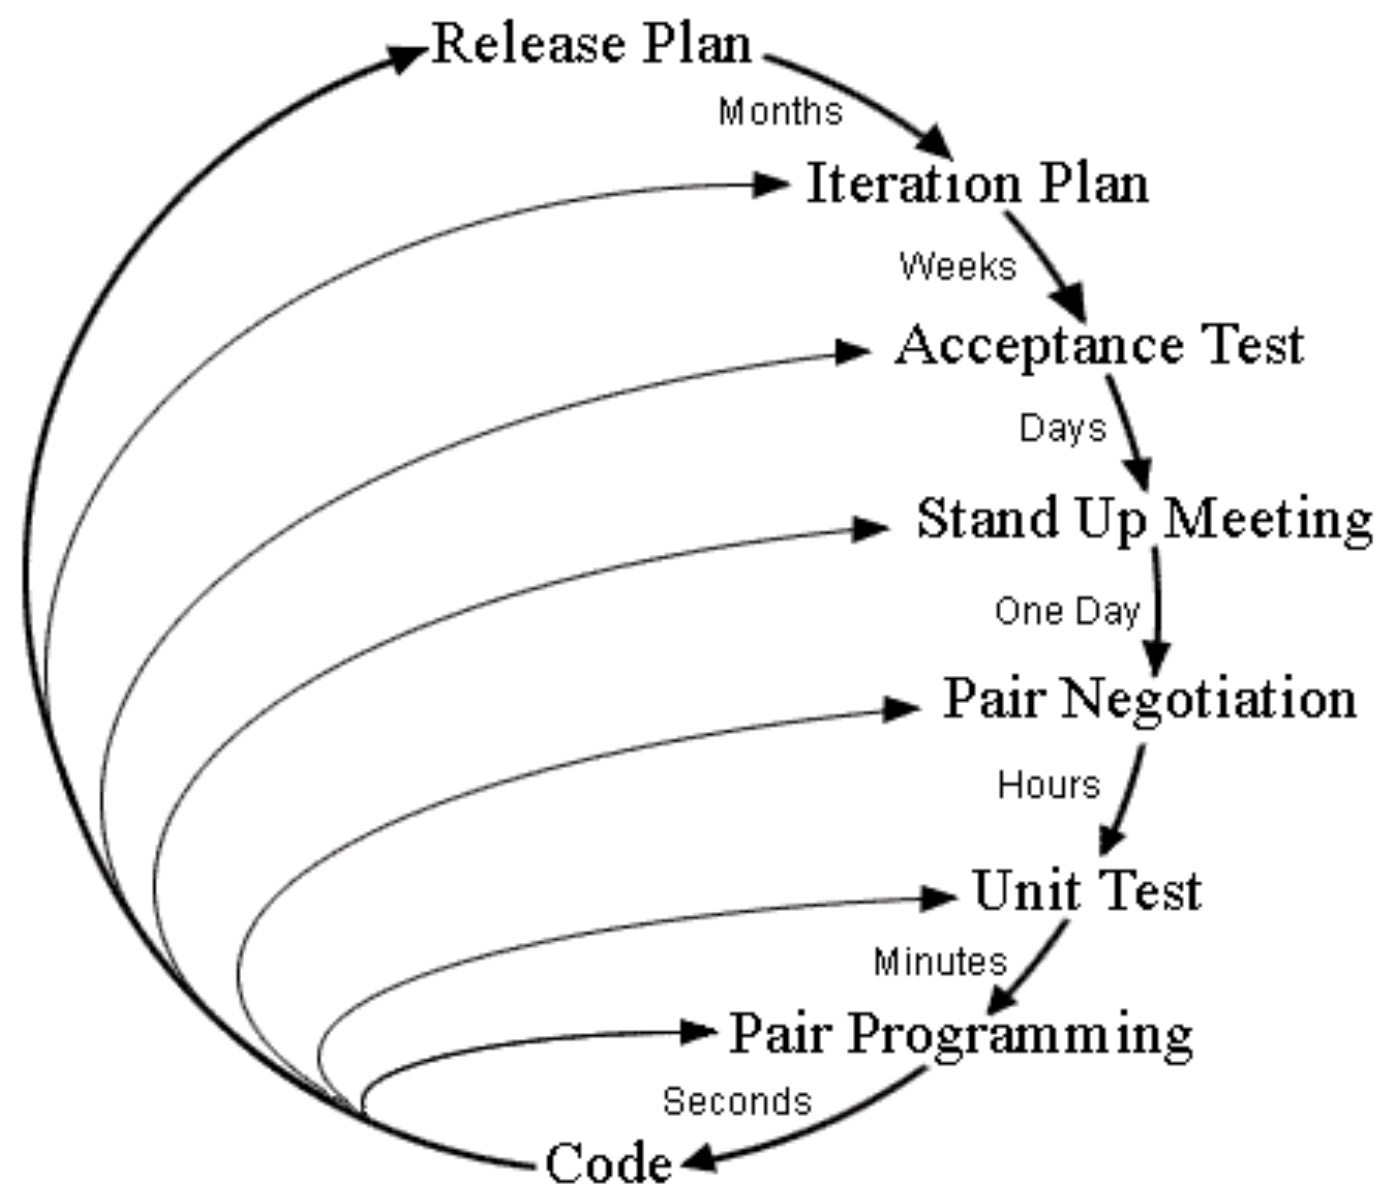 Release Plan
Months
Iteration Plan
Weeks
Acceptance Test
Days
Stand Up Meeting
One Day
Pair Negotiation
Hours
Unit Test
Minutes
Pair Programming
Seconds
Code